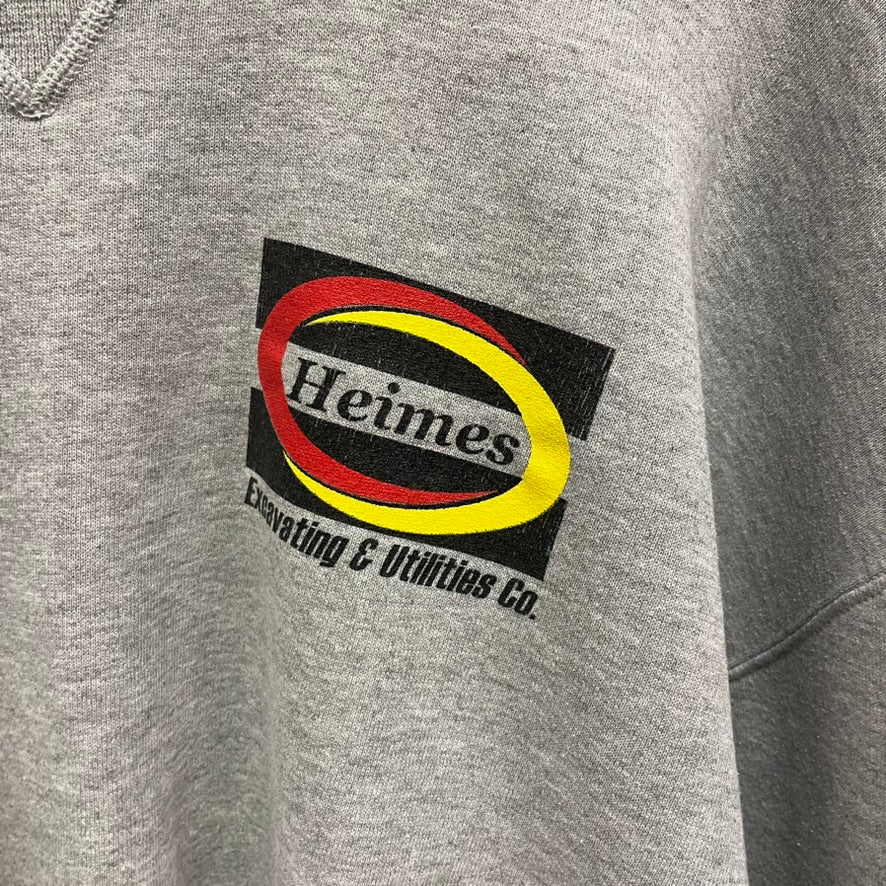 Heimes
Excavating & Utilities Co.